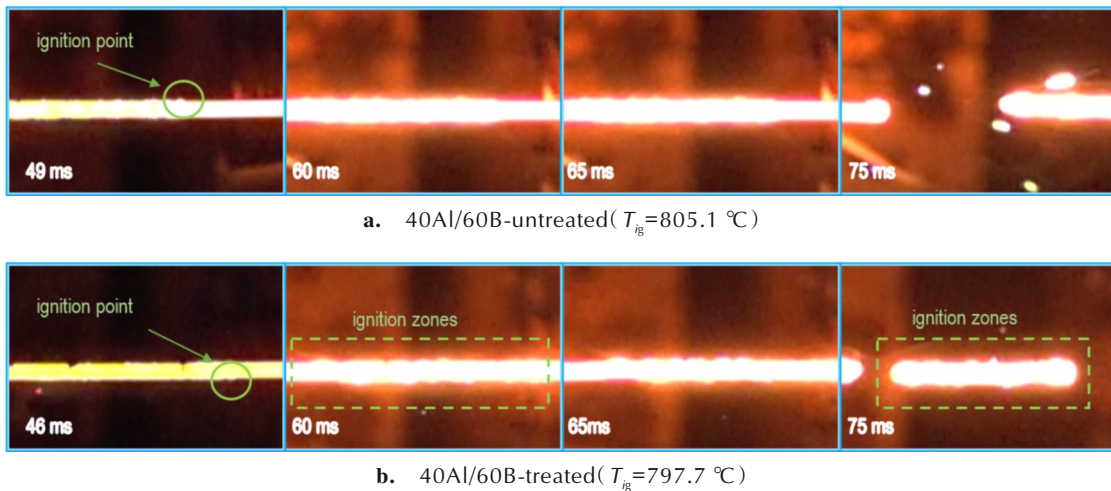 ignition point
49 ms
60 ms
65 ms
75 ms
a. 40Al/60B-untreated(Tig=805.1 ℃)
ignition point
ignition zones
ignition zones
46 ms
60 ms
65ms
75 ms
b. 40Al/60B-treated(Tig=797.7 ℃)